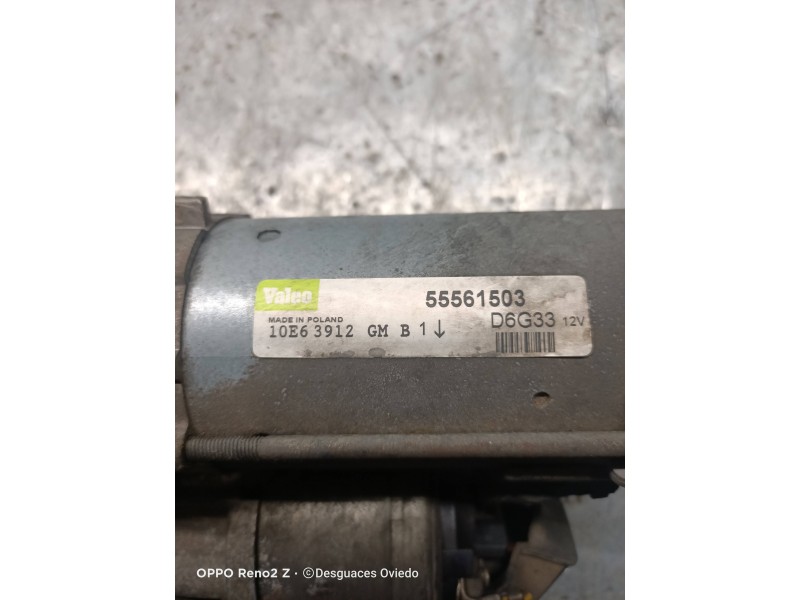 Valeo 55561503
MADE IN POLAND D6G33 12V
10E6 3912 GM B 1↓
OPPO Reno2 Z • ©Desguaces Oviedo